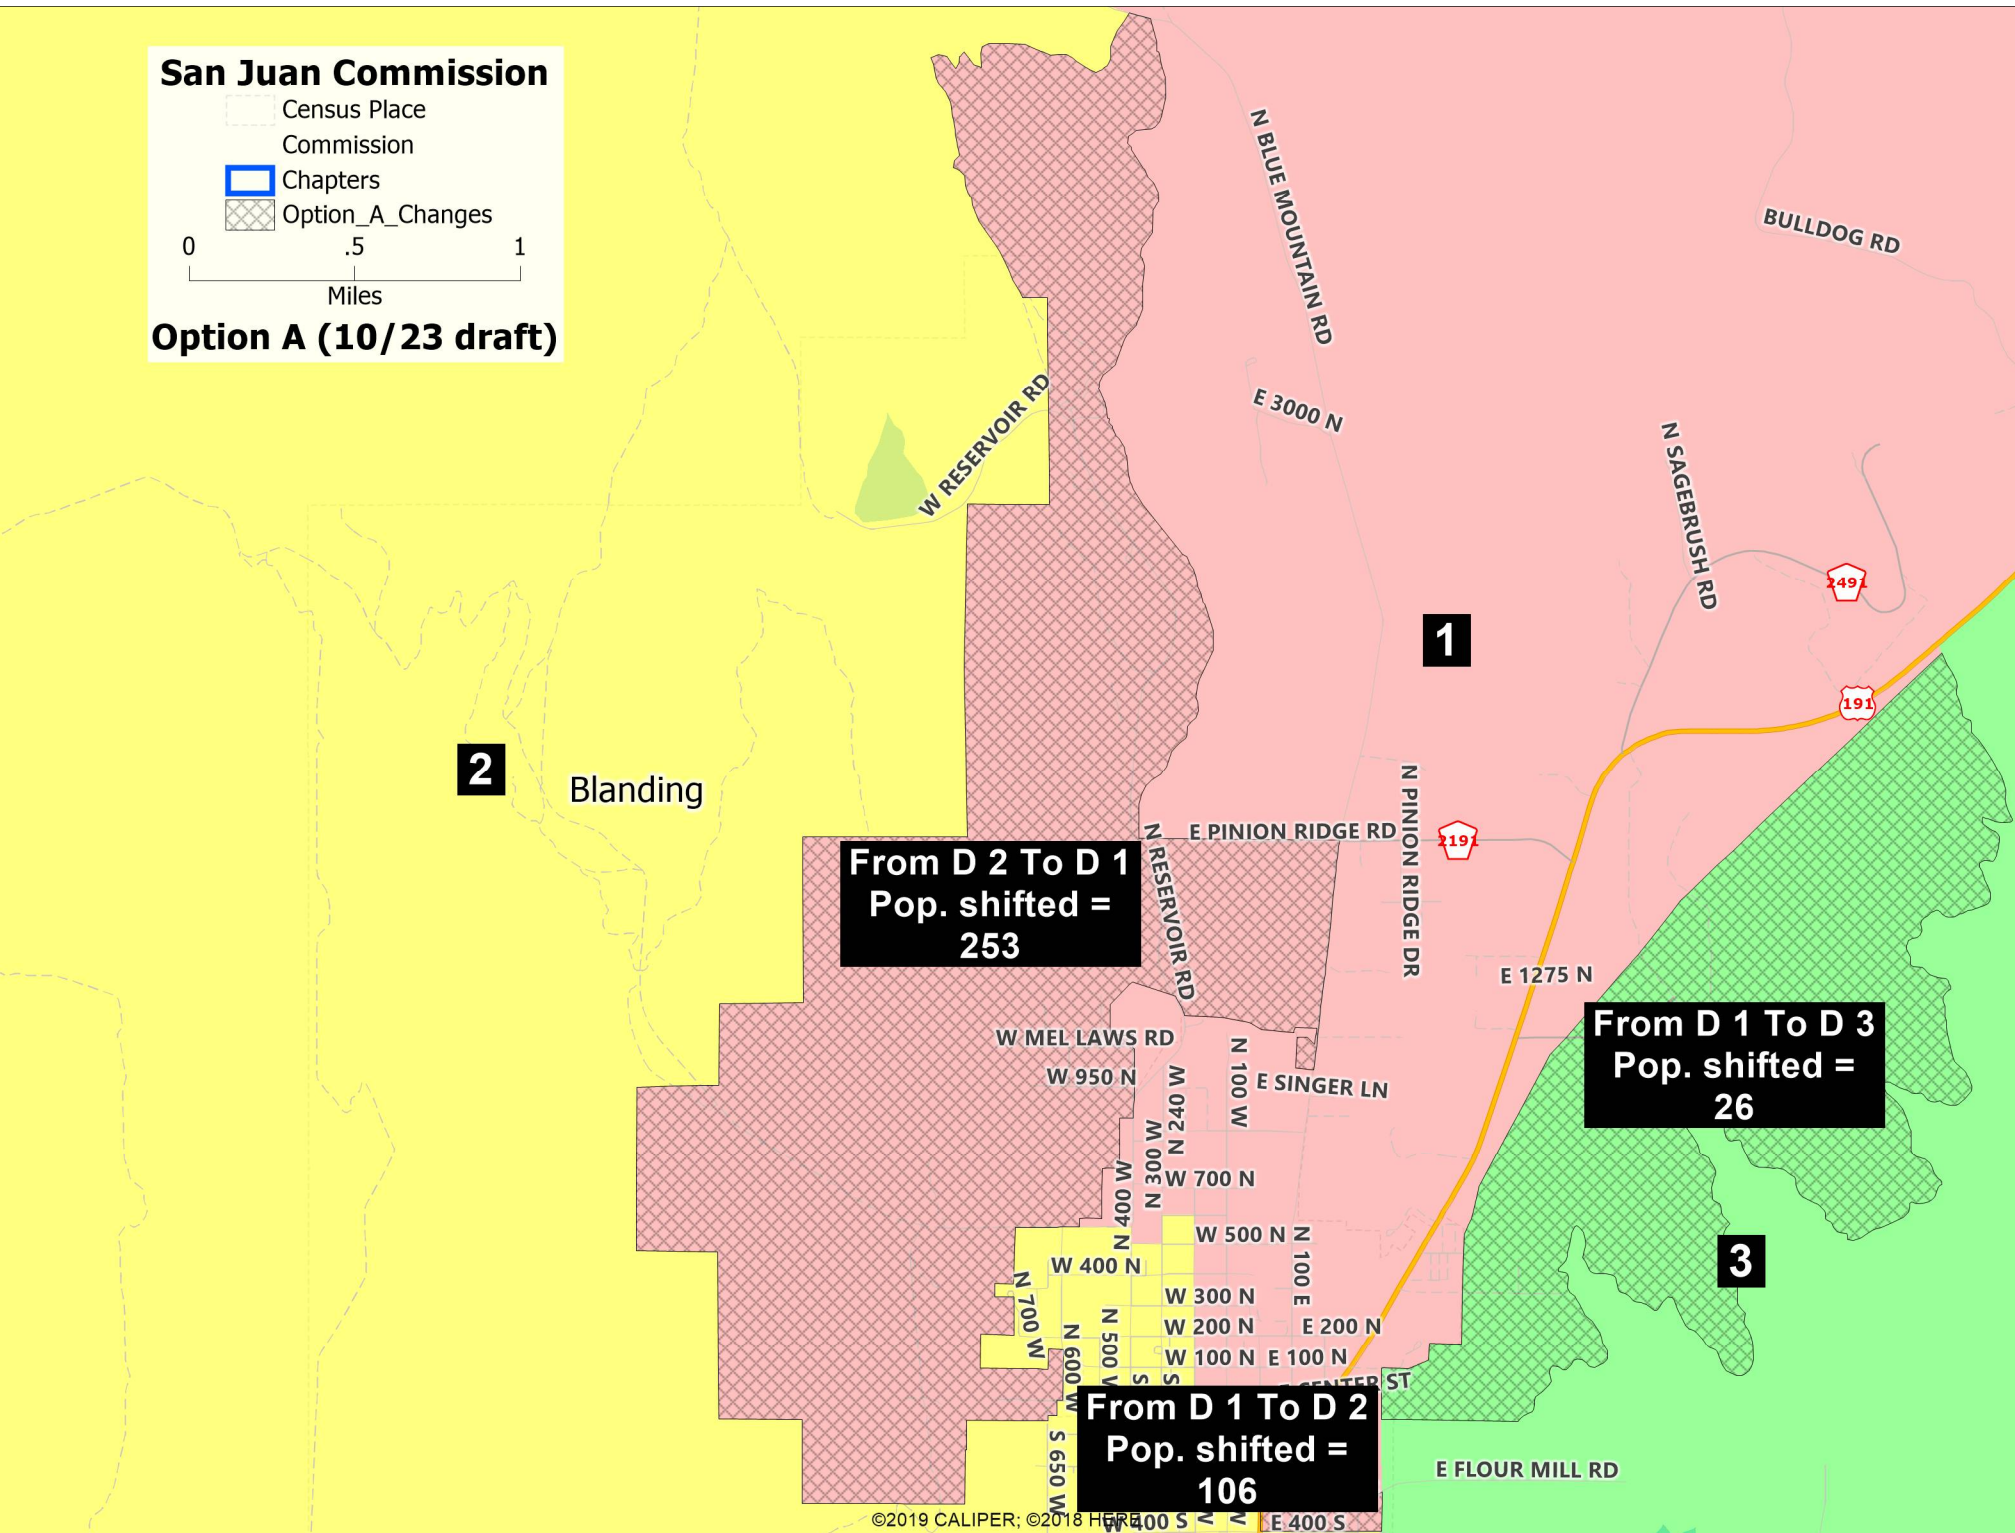 San Juan Commission
Census Place
Commission
Chapters
Option_A_Changes
0 .5 1
Miles
Option A (10/23 draft)
N BLUE MOUNTAIN RD
BULLDOG RD
W RESERVOIR RD
E 3000 N
N SAGEBRUSH RD
2491
1
191
2
Blanding
N PINION RIDGE DR
E PINION RIDGE RD
2191
N RESERVOIR RD
From D 2 To D 1
Pop. shifted =
253
E 1275 N
From D 1 To D 3
Pop. shifted =
26
W MEL LAWS RD
W 950 N
N 240 W
N 100 W
E SINGER LN
N 300 W
N 400 W
W 700 N
W 500 N
N 100 E
3
W 400 N
N 700 W
W 300 N
N 600 W
N 500 W
W 200 N
E 200 N
W 100 N
E 100 N
S
S
CENTER ST
From D 1 To D 2
Pop. shifted =
106
S 650 W
E FLOUR MILL RD
©2019 CALIPER; ©2018 HERE
W 400 S
W
W
E 400 S